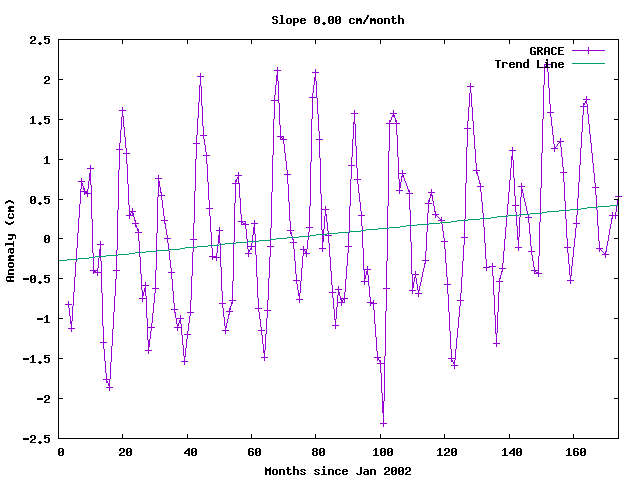 Slope 0.00 cm/month
2.5
GRACE
Trend Line
2
1.5
1
0.5
0
-0.5
-1
-1.5
-2
-2.5
Anomaly (cm)
0 20 40 60 80 100 120 140 160
Months since Jan 2002